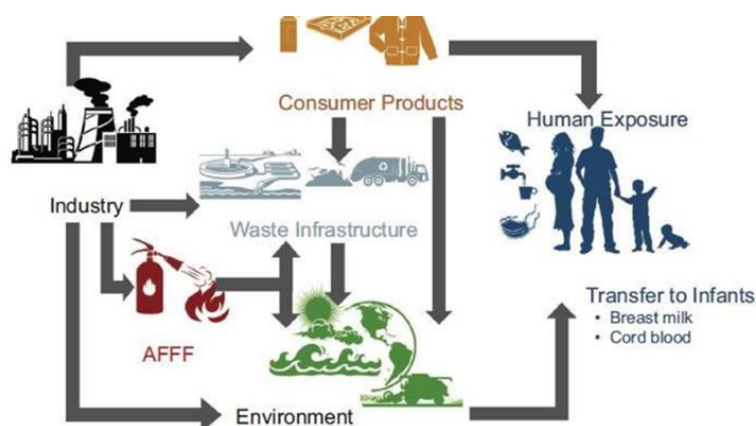 Consumer Products
Human Exposure
Industry
Waste Infrastructure
AFFF
Transfer to Infants
• Breast milk
• Cord blood
Environment